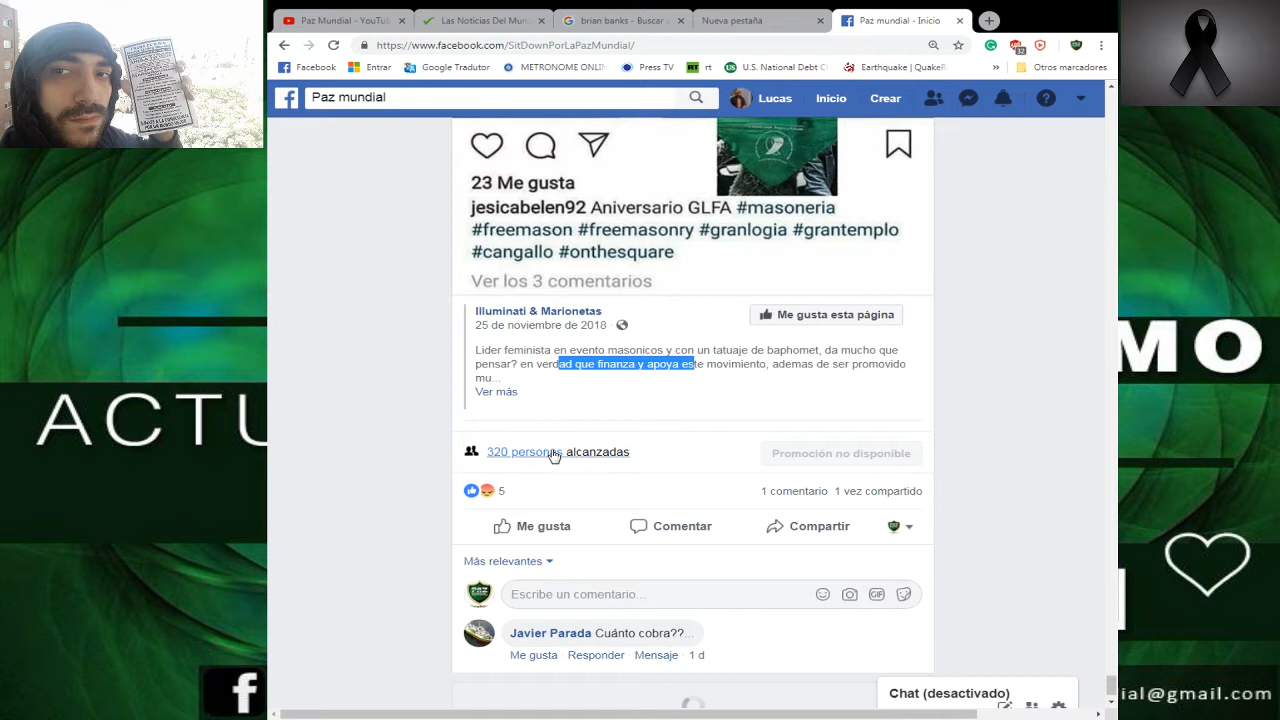 Paz Mundial - YouTu
Las Noticias Del Mun
brian banks - Buscar
Nueva pestaña
Paz mundial - Inicio
https://www.facebook.com/SitDownPorLaPazMundial/
Facebook
Entrar
Google Tradutor
METRONOME ONLIN
Press TV
rt
U.S. National Debt C
Earthquake | QuakeR
» Otros marcadores
Paz mundial
Lucas
Inicio
Crear
23 Me gusta
jesicabelen92 Aniversario GLFA #masoneria
#freemason #freemasonry #granlogia #grantemplo
#cangallo #onthesquare
Ver los 3 comentarios
Illuminati & Marionetas
25 de noviembre de 2018 ·
Me gusta esta página
Lider feminista en evento masonicos y con un tatuaje de baphomet, da mucho que
pensar? en verdad que finanza y apoya este movimiento, ademas de ser promovido
mu...
Ver más
320 personas alcanzadas
Promoción no disponible
5
1 comentario 1 vez compartido
Me gusta
Comentar
Compartir
Más relevantes
Escribe un comentario...
GIF
Javier Parada Cuánto cobra??...
Me gusta Responder Mensaje · 1 d
Chat (desactivado)
ACTU
MO
ial@gmail.com